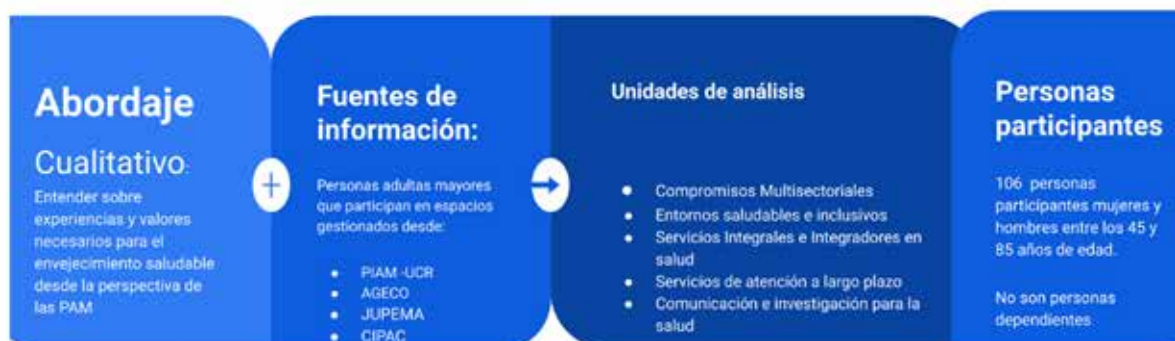 Abordaje
Cualitativo:
Entender sobre
experiencias y valores
necesarios para el
envejecimiento saludable
desde la perspectiva de
las PAM
+
Fuentes de
información:
Personas adultas mayores
que participan en espacios
gestionados desde:
● PIAM -UCR
● AGECO
● JUPEMA
● CIPAC
Unidades de análisis
● Compromisos Multisectoriales
● Entornos saludables e inclusivos
● Servicios Integrales e Integradores en
salud
● Servicios de atención a largo plazo
● Comunicación e investigación para la
salud
Personas
participantes
106 personas
participantes mujeres y
hombres entre los 45 y
85 años de edad.
No son personas
dependientes